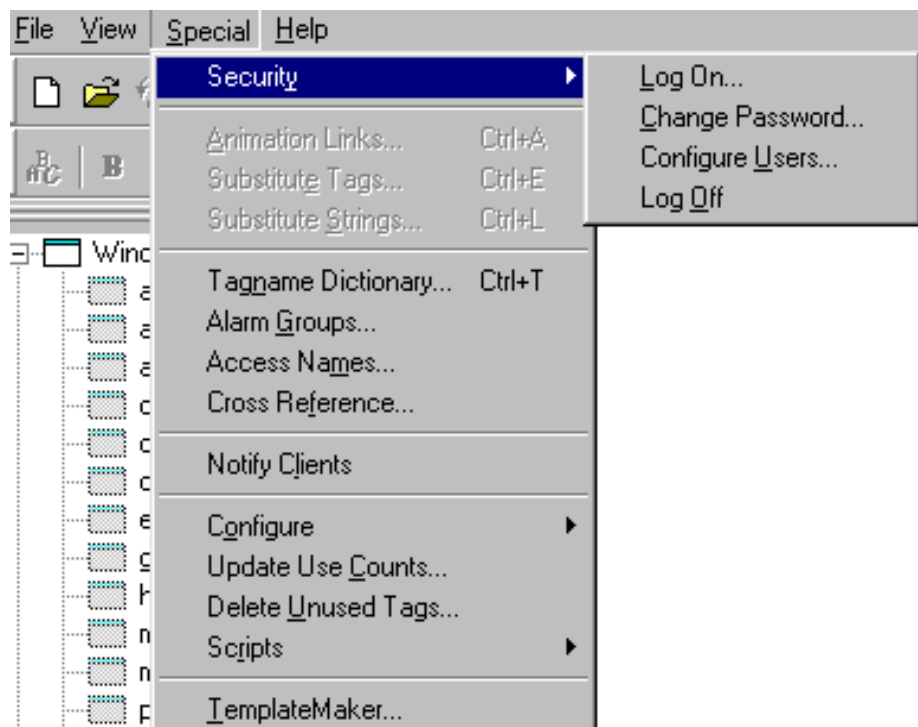 File View Special Help
Security
Log On...
Change Password...
Configure Users...
Log Off
Animation Links... Ctrl+A
Substitute Tags... Ctrl+E
Substitute Strings... Ctrl+L
Tagname Dictionary... Ctrl+T
Alarm Groups...
Access Names...
Cross Reference...
Notify Clients
Configure
Update Use Counts...
Delete Unused Tags...
Scripts
TemplateMaker...
B